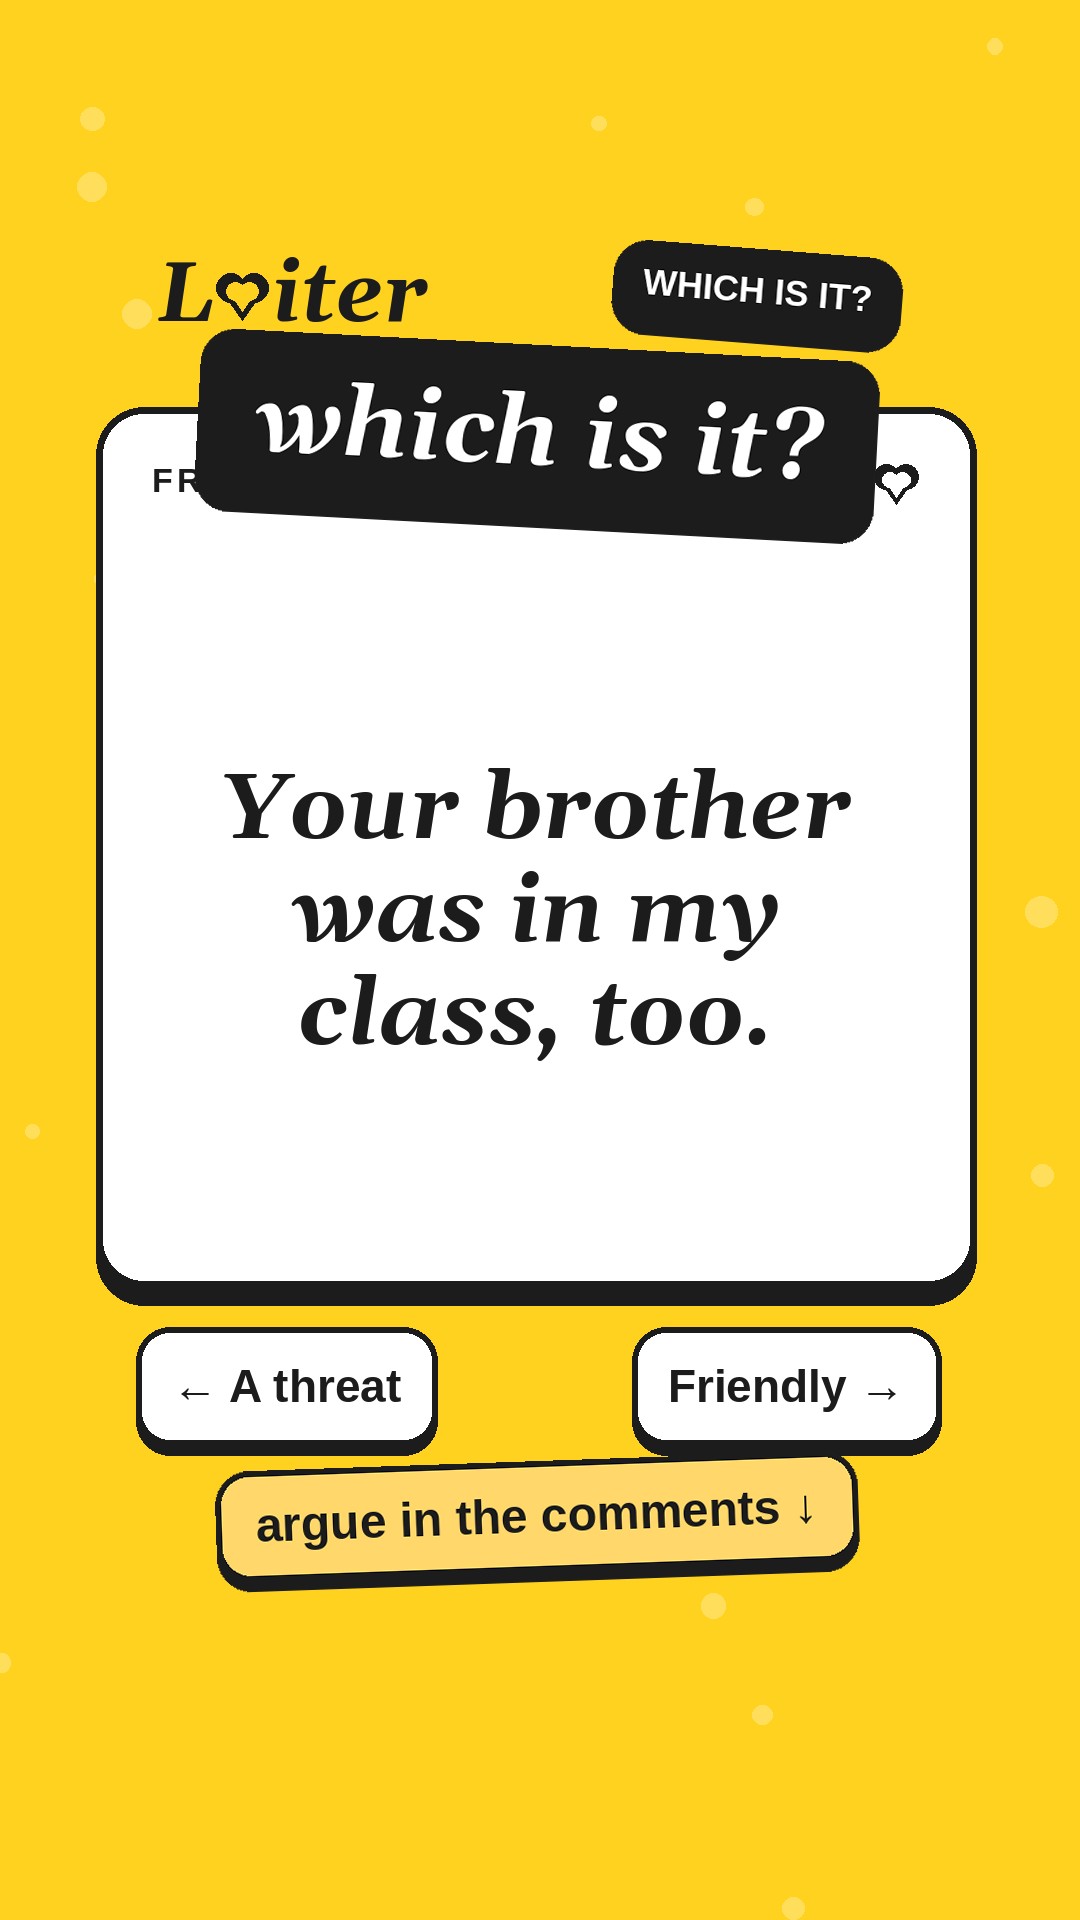 L♡iter
WHICH IS IT?
which is it?
Your brother
was in my
class, too.
← A threat
Friendly →
argue in the comments ↓